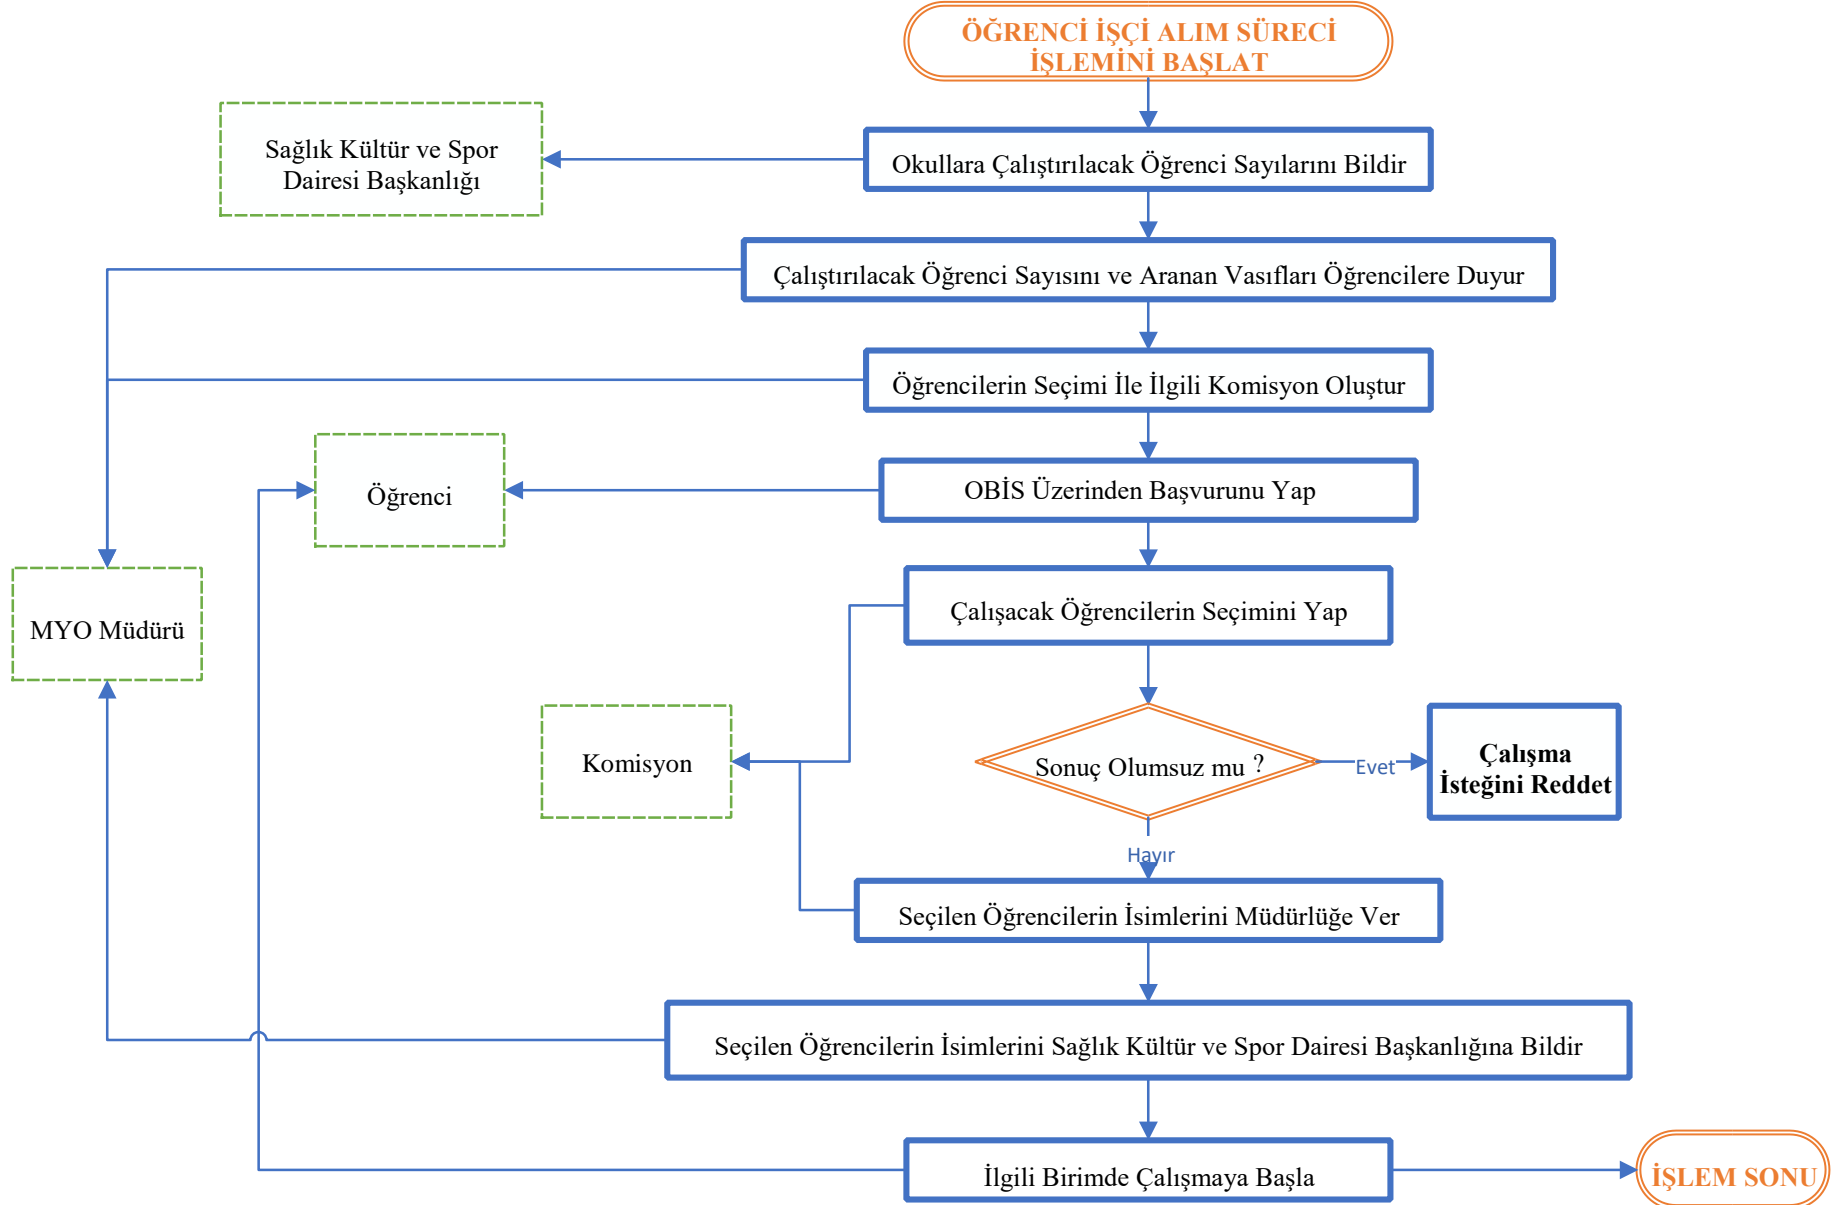 ÖĞRENCİ İŞÇİ ALIM SÜRECİ
İŞLEMİNİ BAŞLAT
Sağlık Kültür ve Spor
Dairesi Başkanlığı
Okullara Çalıştırılacak Öğrenci Sayılarını Bildir
Çalıştırılacak Öğrenci Sayısını ve Aranan Vasıfları Öğrencilere Duyur
Öğrencilerin Seçimi İle İlgili Komisyon Oluştur
Öğrenci
OBİS Üzerinden Başvurunu Yap
MYO Müdürü
Çalışacak Öğrencilerin Seçimini Yap
Komisyon
Sonuç Olumsuz mu ?
Evet
Çalışma
İsteğini Reddet
Hayır
Seçilen Öğrencilerin İsimlerini Müdürlüğe Ver
Seçilen Öğrencilerin İsimlerini Sağlık Kültür ve Spor Dairesi Başkanlığına Bildir
İlgili Birimde Çalışmaya Başla
İŞLEM SONU